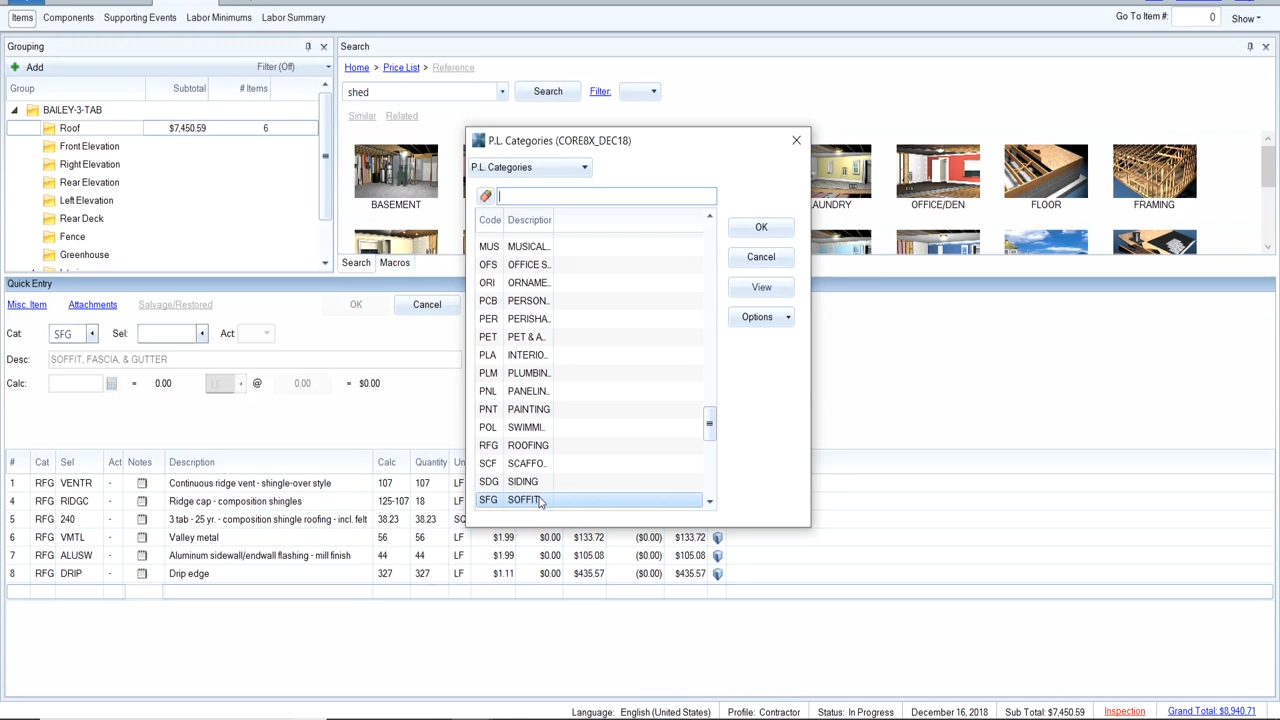 Items Components Supporting Events Labor Minimums Labor Summary Go To Item #: 0 Show
Grouping
Add Filter (Off)
Group Subtotal # Items
BAILEY-3-TAB
Roof $7,450.59 6
Front Elevation
Right Elevation
Rear Elevation
Left Elevation
Rear Deck
Fence
Greenhouse
Search
Home > Price List > Reference
shed Search Filter:
Similar Related
BASEMENT OFFICE/DEN FLOOR FRAMING
Search Macros
P.L. Categories (CORE8X_DEC18)
P.L. Categories
Code Description
MUS MUSICAL..
OFS OFFICE S..
ORI ORNAME..
PCB PERSON..
PER PERISHA..
PET PET & A..
PLA INTERIO..
PLM PLUMBIN..
PNL PANELIN..
PNT PAINTING
POL SWIMMI..
RFG ROOFING
SCF SCAFFO..
SDG SIDING
SFG SOFFIT
OK
Cancel
View
Options
Quick Entry
Misc. Item Attachments Salvage/Restored OK Cancel
Cat: SFG Sel: Act:
Desc: SOFFIT, FASCIA, & GUTTER
Calc: = 0.00 LF @ 0.00 = $0.00
# Cat Sel Act Notes Description Calc Quantity
1 RFG VENTR - Continuous ridge vent - shingle-over style 107 107 LF
4 RFG RIDGC - Ridge cap - composition shingles 125-107 18 LF
5 RFG 240 - 3 tab - 25 yr. - composition shingle roofing - incl. felt 38.23 38.23 SQ
6 RFG VMTL - Valley metal 56 56 LF $1.99 $0.00 $133.72 ($0.00) $133.72
7 RFG ALUSW - Aluminum sidewall/endwall flashing - mill finish 44 44 LF $1.99 $0.00 $105.08 ($0.00) $105.08
8 RFG DRIP - Drip edge 327 327 LF $1.11 $0.00 $435.57 ($0.00) $435.57
Language: English (United States) Profile: Contractor Status: In Progress December 16, 2018 Sub Total: $7,450.59 Inspection Grand Total: $8,940.71